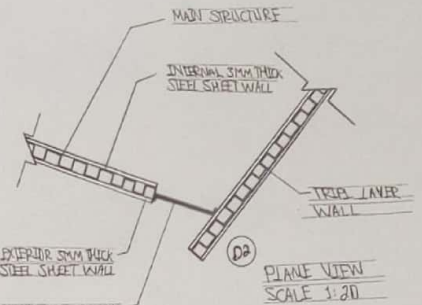 MAIN STRUCTURE
INTERNAL 3MM THICK
STEEL SHEET WALL
TRIPEL LAYER
WALL
EXTERIOR 3MM THICK
STEEL SHEET WALL
D2
PLANE VIEW
SCALE 1:20